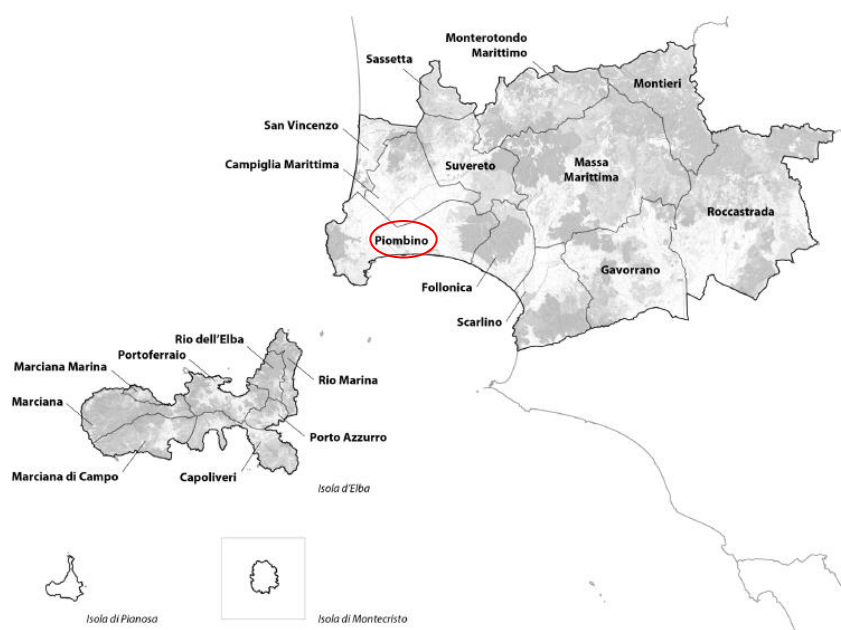 Monterotondo
Marittimo
Sassetta
Montieri
San Vincenzo
Campiglia Marittima
Suvereto
Massa
Marittima
Roccastrada
Piombino
Gavorrano
Follonica
Scarlino
Rio dell'Elba
Portoferraio
Marciana Marina
Rio Marina
Marciana
Porto Azzurro
Marciana di Campo
Capoliveri
Isola d'Elba
Isola di Pianosa
Isola di Montecristo